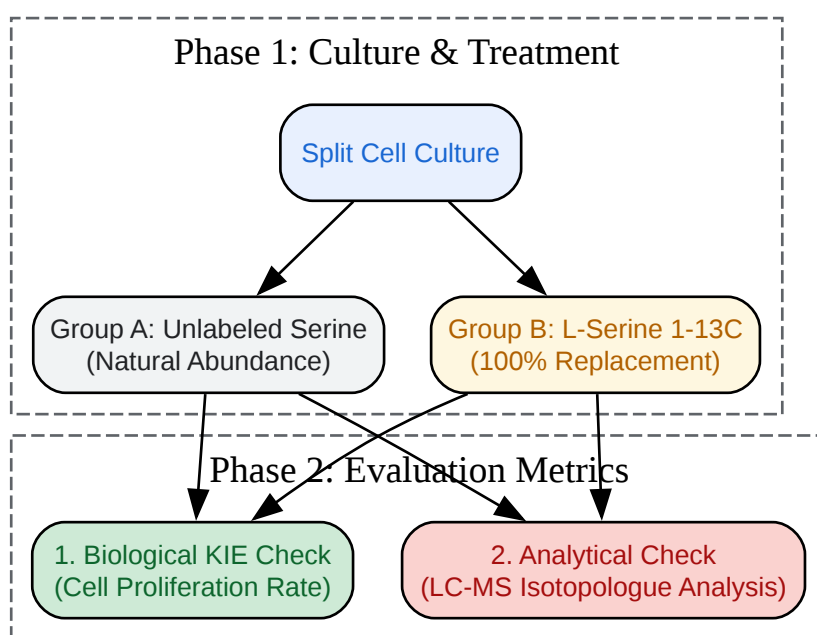 Phase 1: Culture & Treatment
Split Cell Culture
Group A: Unlabeled Serine
(Natural Abundance)
Group B: L-Serine 1-13C
(100% Replacement)
Phase 2: Evaluation Metrics
1. Biological KIE Check
(Cell Proliferation Rate)
2. Analytical Check
(LC-MS Isotopologue Analysis)